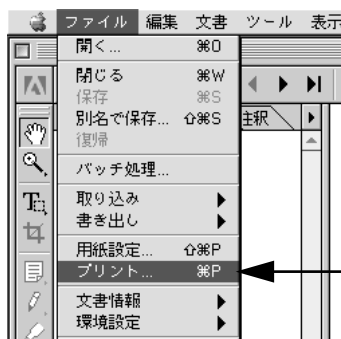 ファイル 編集 文書 ツール 表示
開く... ⌘O
閉じる ⌘W
保存 ⌘S
別名で保存... ⇧⌘S
復帰
バッチ処理...
取り込み
書き出し
用紙設定... ⇧⌘P
プリント... ⌘P
文書情報
環境設定
注釈